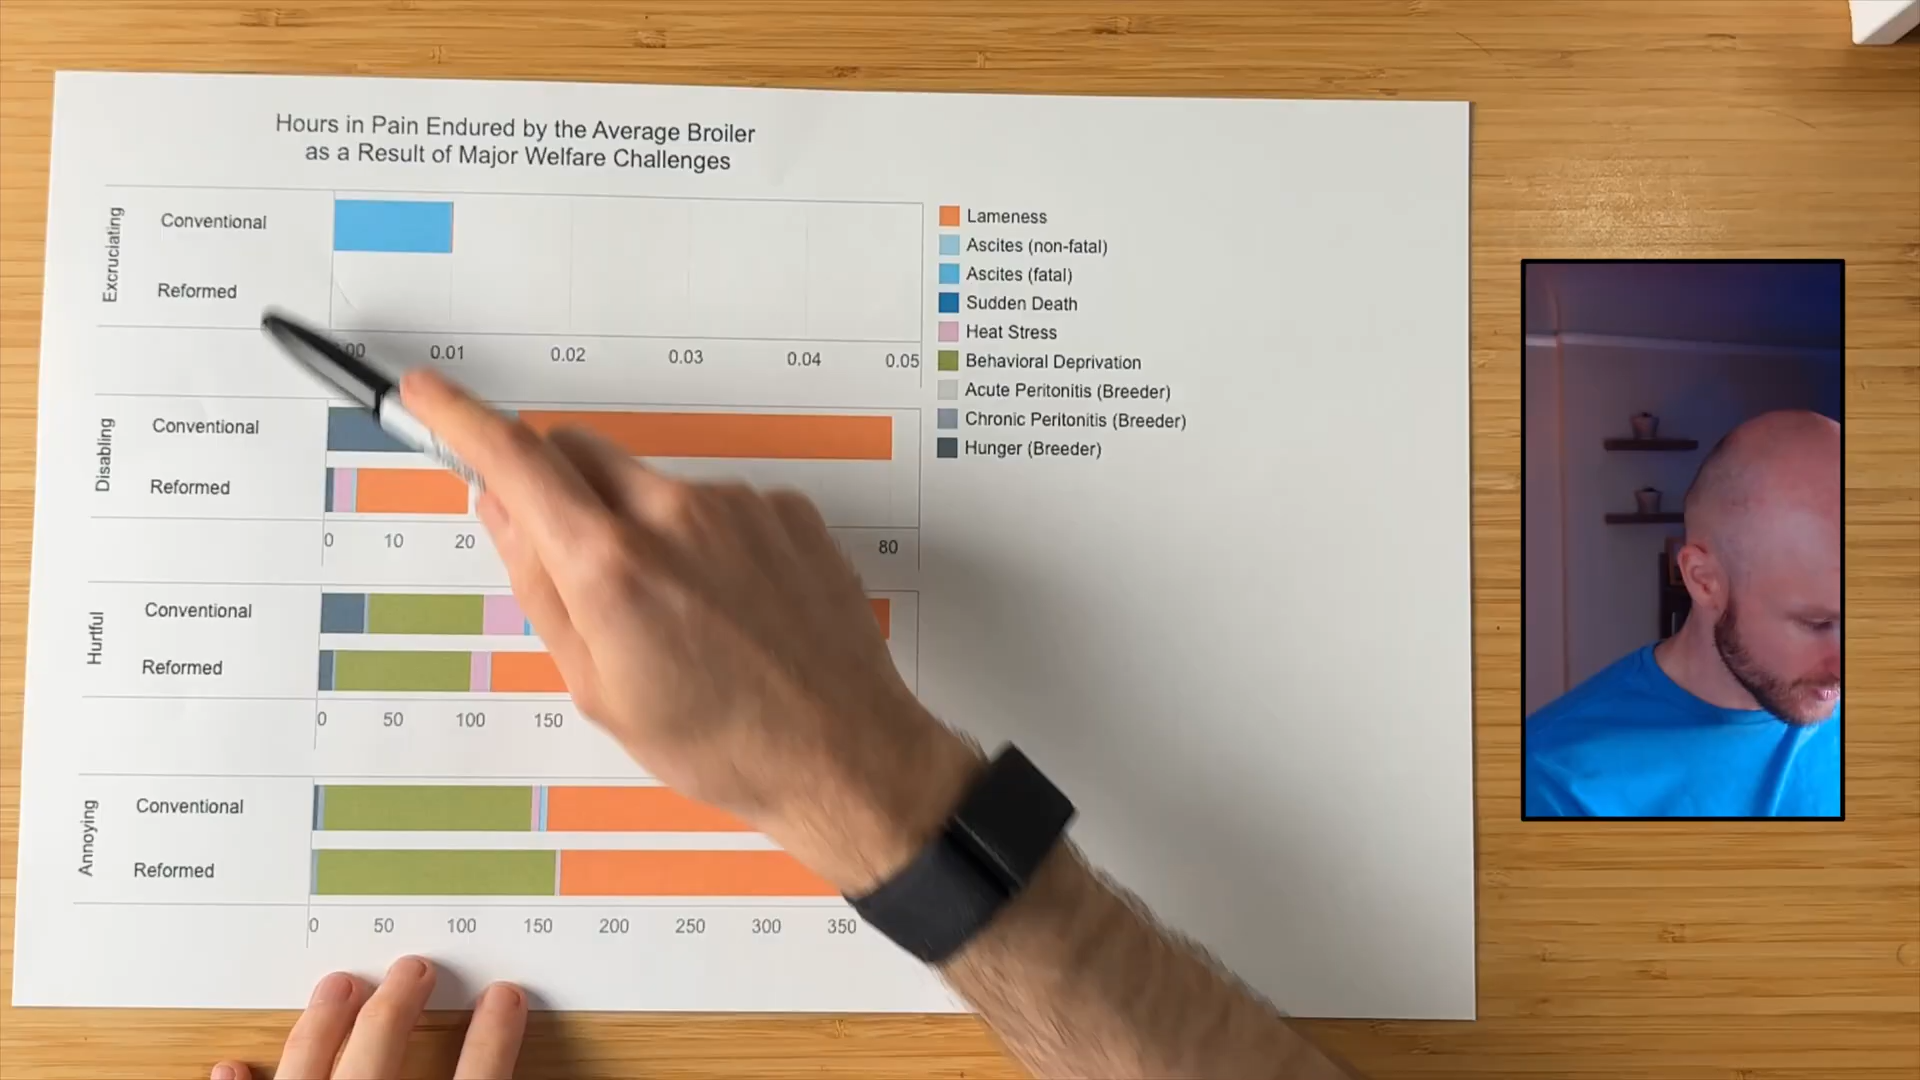 Hours in Pain Endured by the Average Broiler
as a Result of Major Welfare Challenges
Excruciating
Conventional
Reformed
0.01 0.02 0.03 0.04 0.05
Disabling
Conventional
Reformed
0 10 20 80
Hurtful
Conventional
Reformed
0 50 100 150
Annoying
Conventional
Reformed
0 50 100 150 200 250 300 350
Lameness
Ascites (non-fatal)
Ascites (fatal)
Sudden Death
Heat Stress
Behavioral Deprivation
Acute Peritonitis (Breeder)
Chronic Peritonitis (Breeder)
Hunger (Breeder)